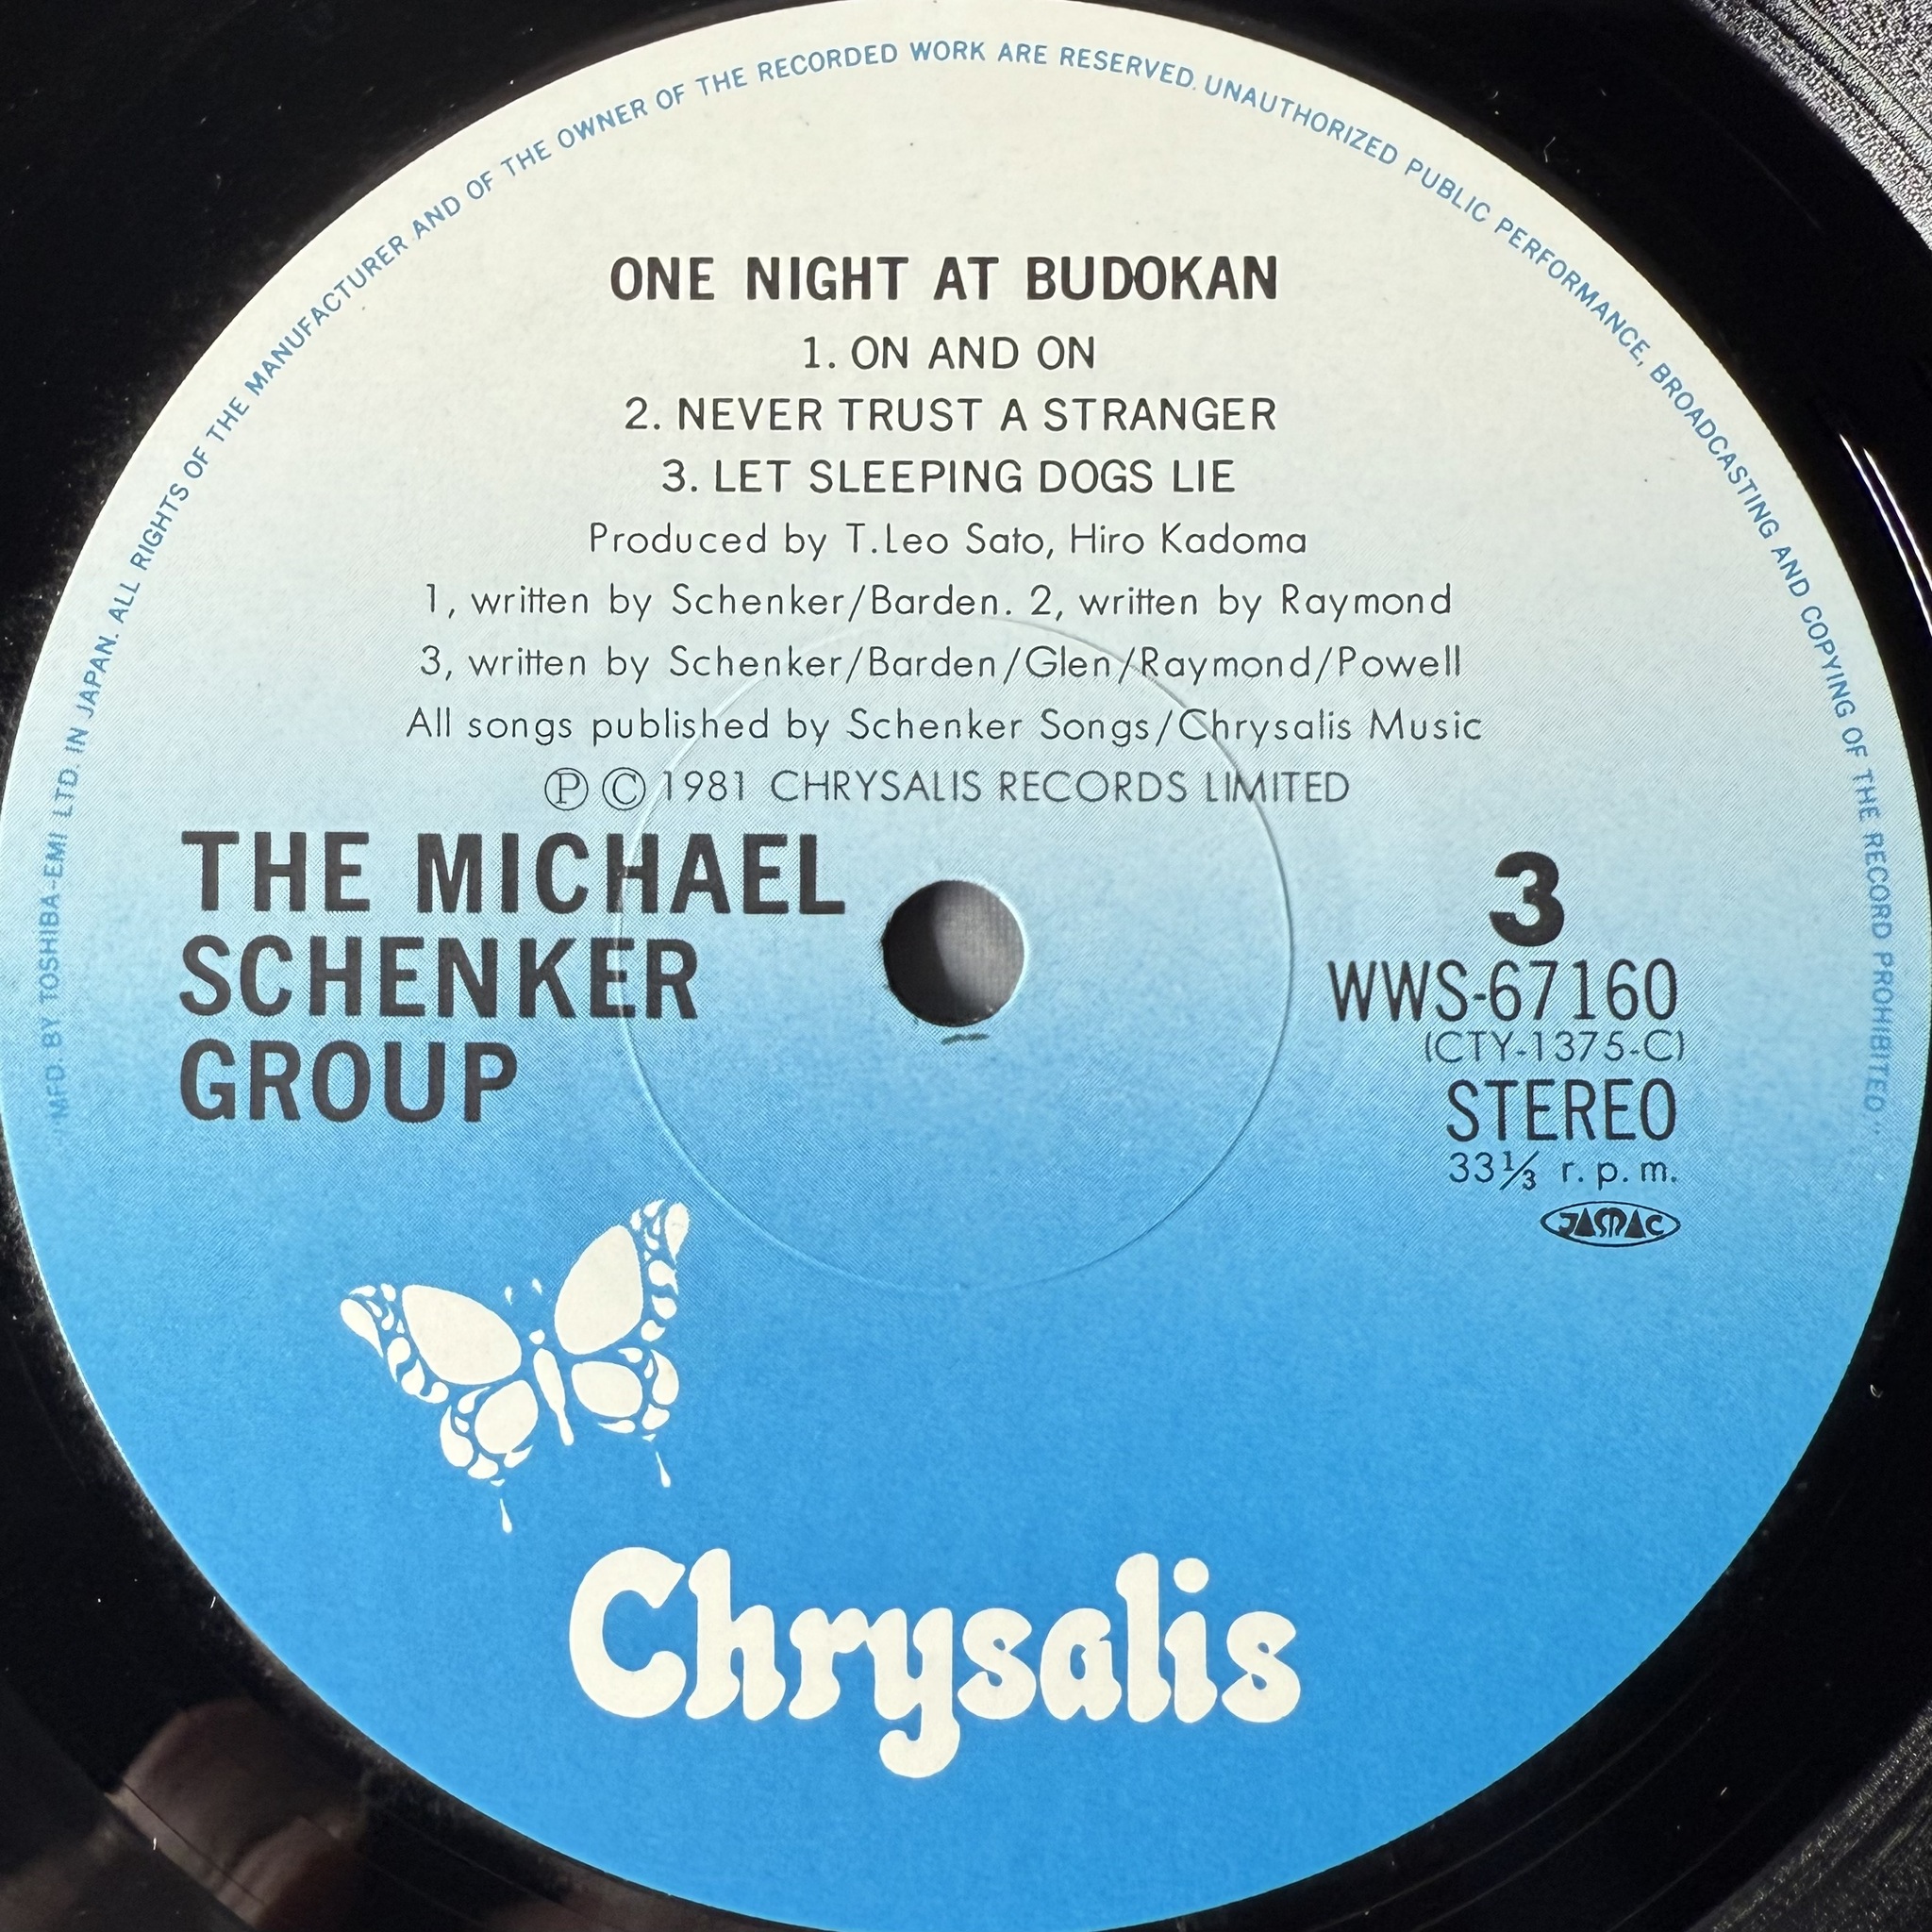 MFD. BY TOSHIBA-EMI LTD. IN JAPAN. ALL RIGHTS OF THE MANUFACTURER AND OF THE OWNER OF THE RECORDED WORK ARE RESERVED. UNAUTHORIZED PUBLIC PERFORMANCE, BROADCASTING AND COPYING OF THE RECORD PROHIBITED.
ONE NIGHT AT BUDOKAN
1. ON AND ON
2. NEVER TRUST A STRANGER
3. LET SLEEPING DOGS LIE
Produced by T.Leo Sato, Hiro Kadoma
1, written by Schenker/Barden. 2, written by Raymond
3, written by Schenker/Barden/Glen/Raymond/Powell
All songs published by Schenker Songs/Chrysalis Music
Ⓟ Ⓒ 1981 CHRYSALIS RECORDS LIMITED
THE MICHAEL
SCHENKER
GROUP
3
WWS-67160
(CTY-1375-C)
STEREO
33⅓ r.p.m.
JASRAC
Chrysalis